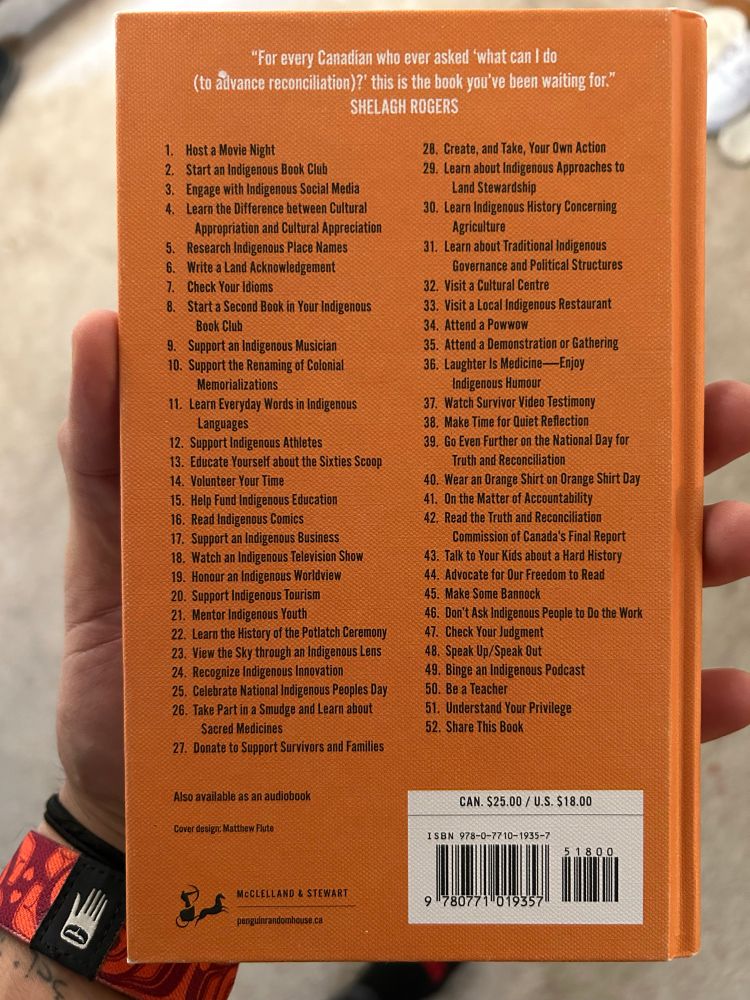 “For every Canadian who ever asked ‘what can I do
(to advance reconciliation)?’ this is the book you’ve been waiting for.”
SHELAGH ROGERS
1. Host a Movie Night
2. Start an Indigenous Book Club
3. Engage with Indigenous Social Media
4. Learn the Difference between Cultural
Appropriation and Cultural Appreciation
5. Research Indigenous Place Names
6. Write a Land Acknowledgement
7. Check Your Idioms
8. Start a Second Book in Your Indigenous
Book Club
9. Support an Indigenous Musician
10. Support the Renaming of Colonial
Memorializations
11. Learn Everyday Words in Indigenous
Languages
12. Support Indigenous Athletes
13. Educate Yourself about the Sixties Scoop
14. Volunteer Your Time
15. Help Fund Indigenous Education
16. Read Indigenous Comics
17. Support an Indigenous Business
18. Watch an Indigenous Television Show
19. Honour an Indigenous Worldview
20. Support Indigenous Tourism
21. Mentor Indigenous Youth
22. Learn the History of the Potlatch Ceremony
23. View the Sky through an Indigenous Lens
24. Recognize Indigenous Innovation
25. Celebrate National Indigenous Peoples Day
26. Take Part in a Smudge and Learn about
Sacred Medicines
27. Donate to Support Survivors and Families
28. Create, and Take, Your Own Action
29. Learn about Indigenous Approaches to
Land Stewardship
30. Learn Indigenous History Concerning
Agriculture
31. Learn about Traditional Indigenous
Governance and Political Structures
32. Visit a Cultural Centre
33. Visit a Local Indigenous Restaurant
34. Attend a Powwow
35. Attend a Demonstration or Gathering
36. Laughter Is Medicine—Enjoy
Indigenous Humour
37. Watch Survivor Video Testimony
38. Make Time for Quiet Reflection
39. Go Even Further on the National Day for
Truth and Reconciliation
40. Wear an Orange Shirt on Orange Shirt Day
41. On the Matter of Accountability
42. Read the Truth and Reconciliation
Commission of Canada's Final Report
43. Talk to Your Kids about a Hard History
44. Advocate for Our Freedom to Read
45. Make Some Bannock
46. Don't Ask Indigenous People to Do the Work
47. Check Your Judgment
48. Speak Up/Speak Out
49. Binge an Indigenous Podcast
50. Be a Teacher
51. Understand Your Privilege
52. Share This Book
Also available as an audiobook
Cover design: Matthew Flute
McCLELLAND & STEWART
penguinrandomhouse.ca
CAN. $25.00 / U.S. $18.00
ISBN 978-0-7710-1935-7
51800
9 780771 019357